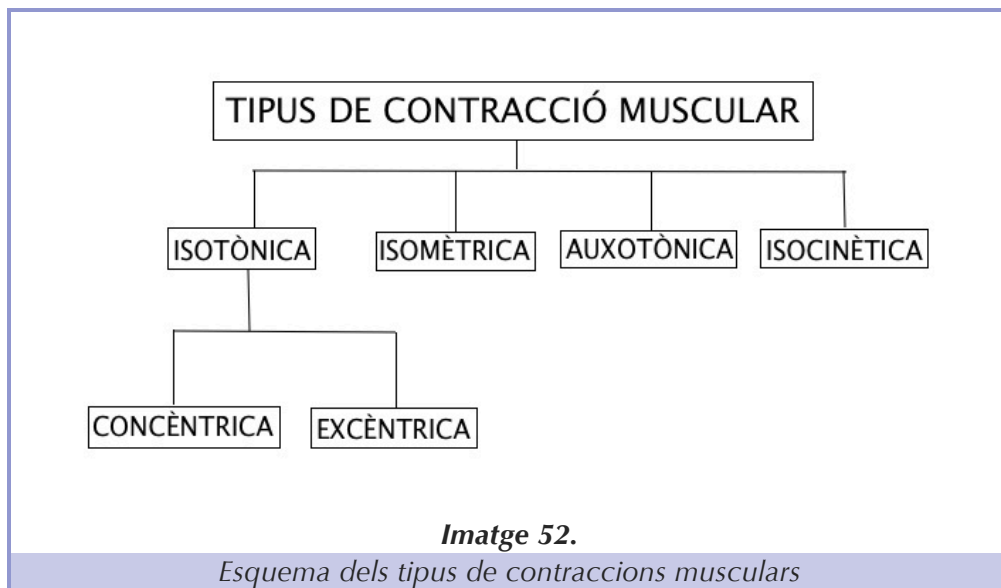 TIPUS DE CONTRACCIÓ MUSCULAR
ISOTÒNICA
ISOMÈTRICA
AUXOTÒNICA
ISOCINÈTICA
CONCÈNTRICA
EXCÈNTRICA
Imatge 52.
Esquema dels tipus de contraccions musculars